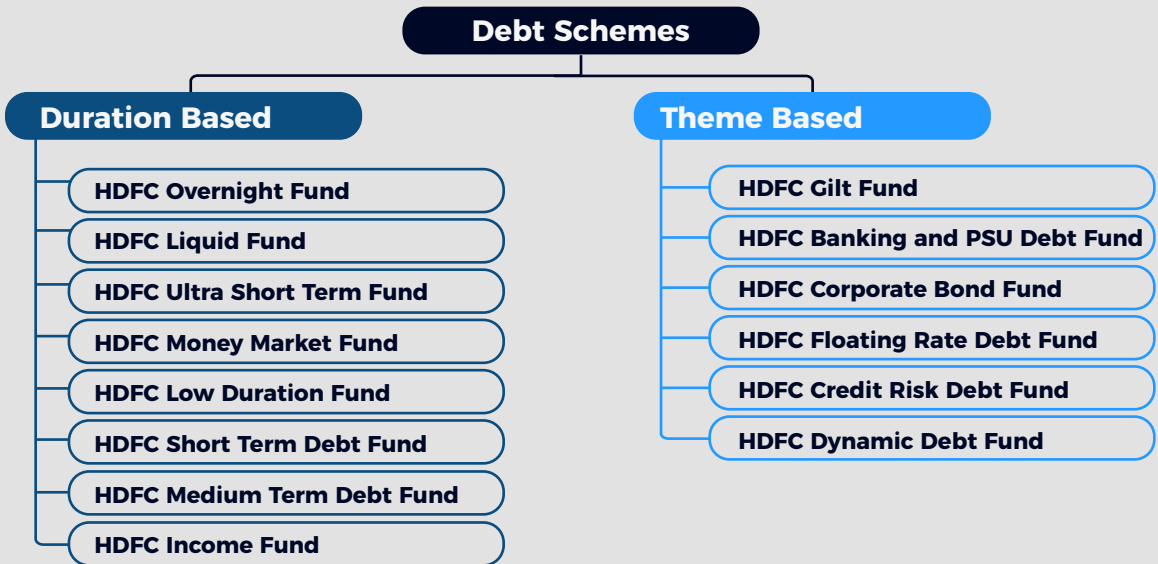 Debt Schemes
Duration Based
HDFC Overnight Fund
HDFC Liquid Fund
HDFC Ultra Short Term Fund
HDFC Money Market Fund
HDFC Low Duration Fund
HDFC Short Term Debt Fund
HDFC Medium Term Debt Fund
HDFC Income Fund
Theme Based
HDFC Gilt Fund
HDFC Banking and PSU Debt Fund
HDFC Corporate Bond Fund
HDFC Floating Rate Debt Fund
HDFC Credit Risk Debt Fund
HDFC Dynamic Debt Fund